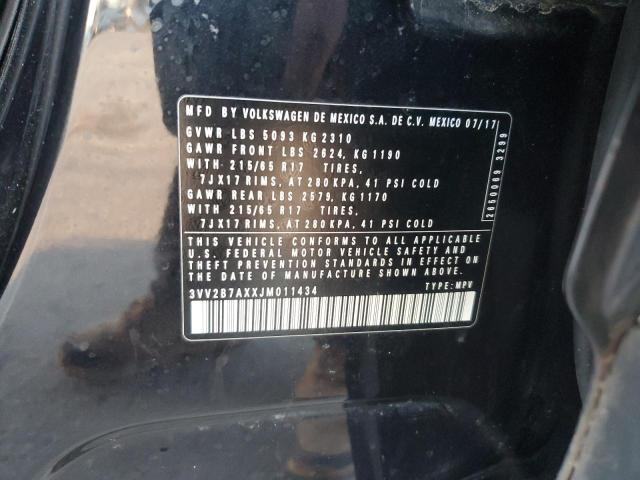 MFD BY VOLKSWAGEN DE MEXICO S.A. DE C.V. MEXICO 07/17
GVWR LBS 5093 KG 2310
GAWR FRONT LBS 2624, KG 1190
WITH 215/65 R17 TIRES,
7JX17 RIMS, AT 280 KPA, 41 PSI COLD
GAWR REAR LBS 2579, KG 1170
WITH 215/65 R17 TIRES,
7JX17 RIMS, AT 280 KPA, 41 PSI COLD
THIS VEHICLE CONFORMS TO ALL APPLICABLE
U.S. FEDERAL MOTOR VEHICLE SAFETY AND
THEFT PREVENTION STANDARDS IN EFFECT ON
THE DATE OF MANUFACTURE SHOWN ABOVE.
3VV2B7AXXJM011434 TYPE: MPV
2050009 3299